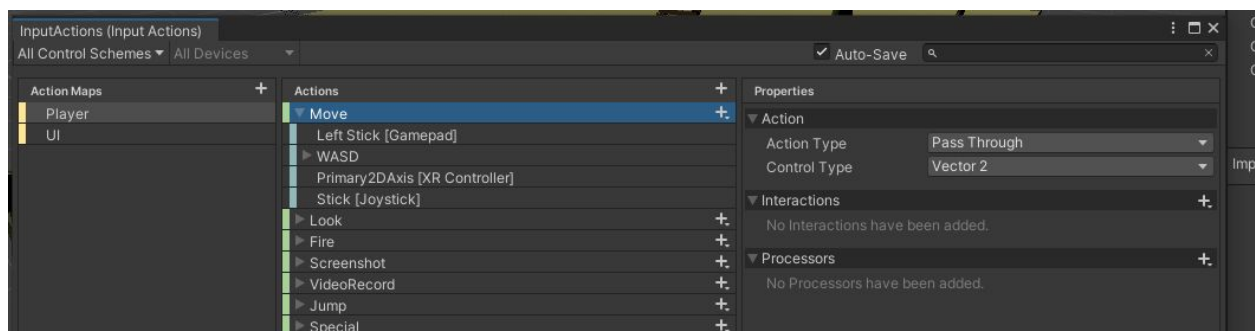 InputActions (Input Actions)
All Control Schemes All Devices
Auto-Save
Action Maps
Player
UI
Actions
Move
Left Stick [Gamepad]
WASD
Primary2DAxis [XR Controller]
Stick [Joystick]
Look
Fire
Screenshot
VideoRecord
Jump
Special
Properties
Action
Action Type Pass Through
Control Type Vector 2
Interactions
No Interactions have been added.
Processors
No Processors have been added.
Imp